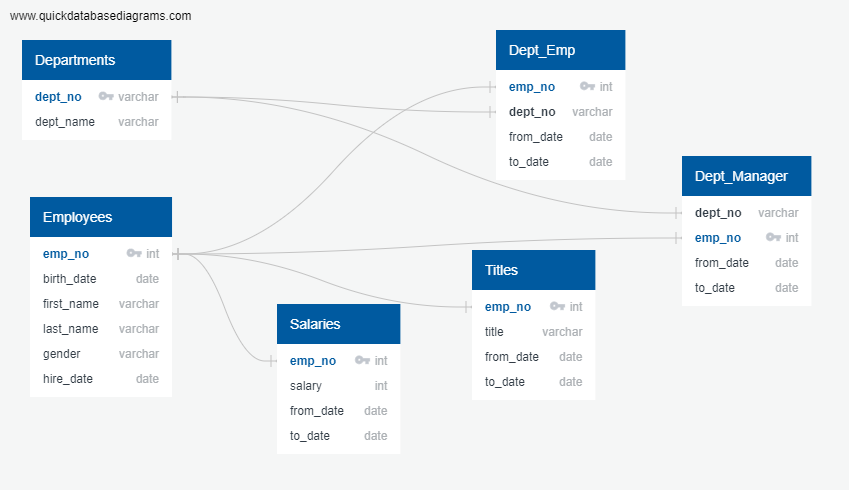 www.quickdatabasediagrams.com
Departments
dept_no varchar
dept_name varchar
Employees
emp_no int
birth_date date
first_name varchar
last_name varchar
gender varchar
hire_date date
Salaries
emp_no int
salary int
from_date date
to_date date
Dept_Emp
emp_no int
dept_no varchar
from_date date
to_date date
Titles
emp_no int
title varchar
from_date date
to_date date
Dept_Manager
dept_no varchar
emp_no int
from_date date
to_date date